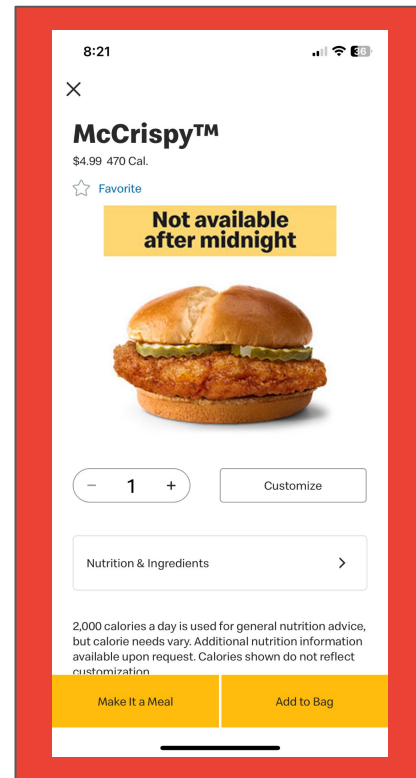 8:21
36
McCrispy™
$4.99 470 Cal.
Favorite
Not available
after midnight
− 1 +
Customize
Nutrition & Ingredients
2,000 calories a day is used for general nutrition advice,
but calorie needs vary. Additional nutrition information
available upon request. Calories shown do not reflect
customization
Make It a Meal
Add to Bag